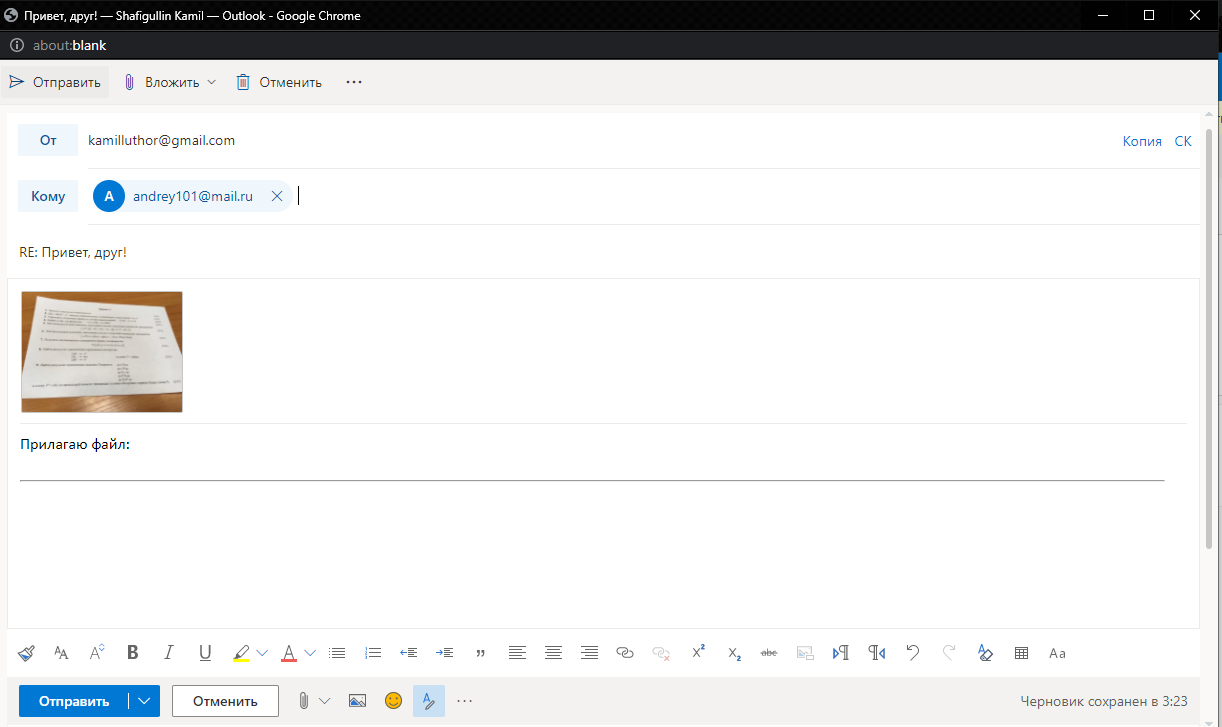 Привет, друг! — Shafigullin Kamil — Outlook - Google Chrome
about:blank
Отправить Вложить Отменить ...
От kamilluthor@gmail.com Копия СК
Кому A andrey101@mail.ru
RE: Привет, друг!
Прилагаю файл:
Aa
Отправить Отменить ... Черновик сохранен в 3:23